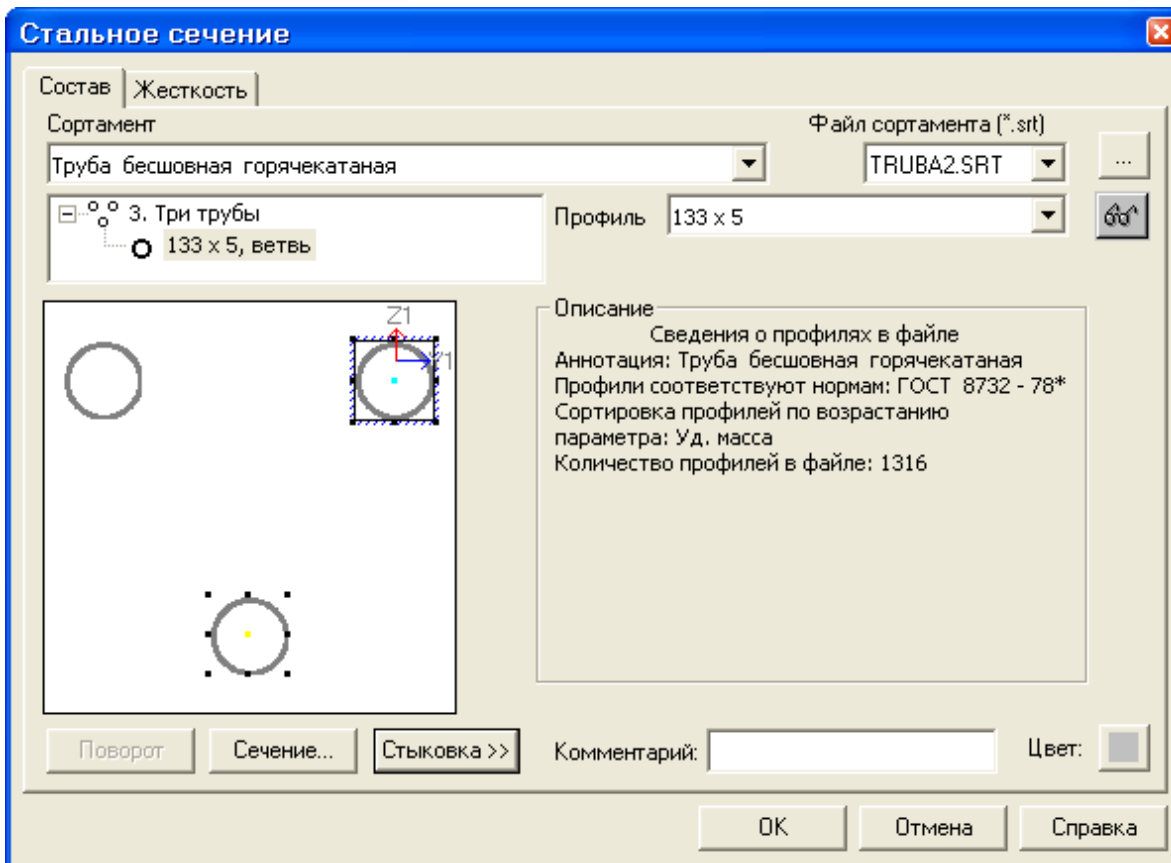 Стальное сечение
Состав Жесткость
Сортамент Файл сортамента (*.srt)
Труба бесшовная горячекатаная TRUBA2.SRT ...
3. Три трубы
133 x 5, ветвь
Профиль 133 x 5
Z1
Y1
Описание
Сведения о профилях в файле
Аннотация: Труба бесшовная горячекатаная
Профили соответствуют нормам: ГОСТ 8732 - 78*
Сортировка профилей по возрастанию
параметра: Уд. масса
Количество профилей в файле: 1316
Поворот Сечение... Стыковка >> Комментарий: Цвет:
OK Отмена Справка